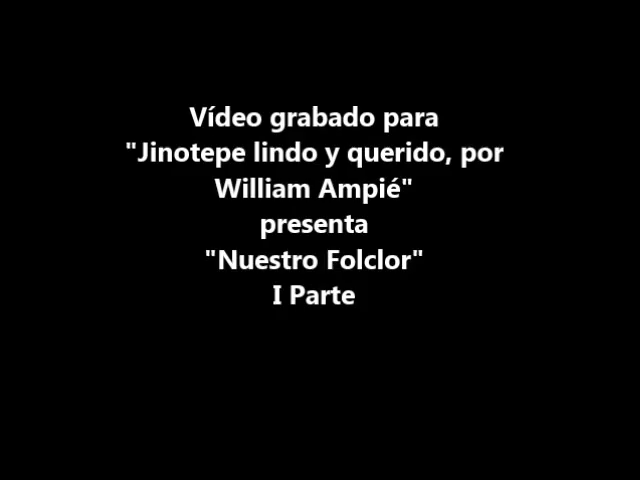 Vídeo grabado para
"Jinotepe lindo y querido, por
William Ampié"
presenta
"Nuestro Folclor"
I Parte